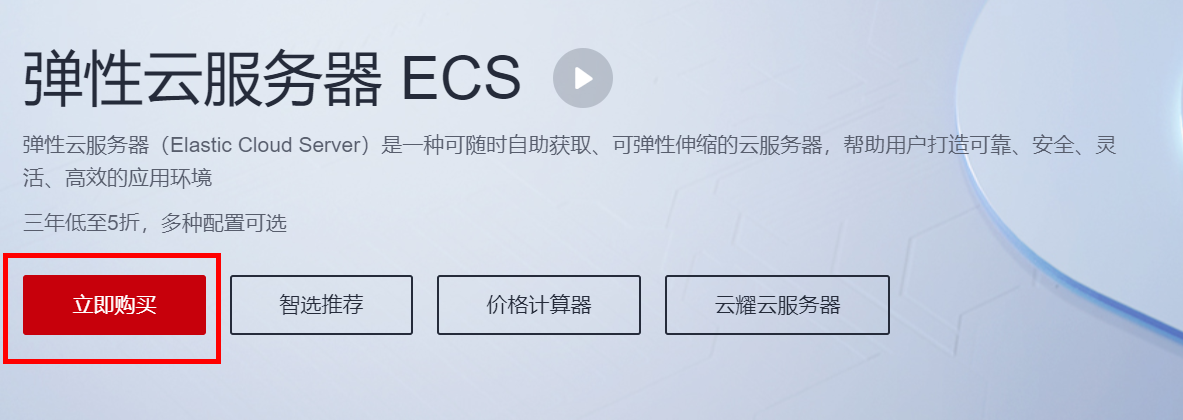 弹性云服务器 ECS
弹性云服务器（Elastic Cloud Server）是一种可随时自助获取、可弹性伸缩的云服务器，帮助用户打造可靠、安全、灵
活、高效的应用环境
三年低至5折，多种配置可选
立即购买 智选推荐 价格计算器 云耀云服务器